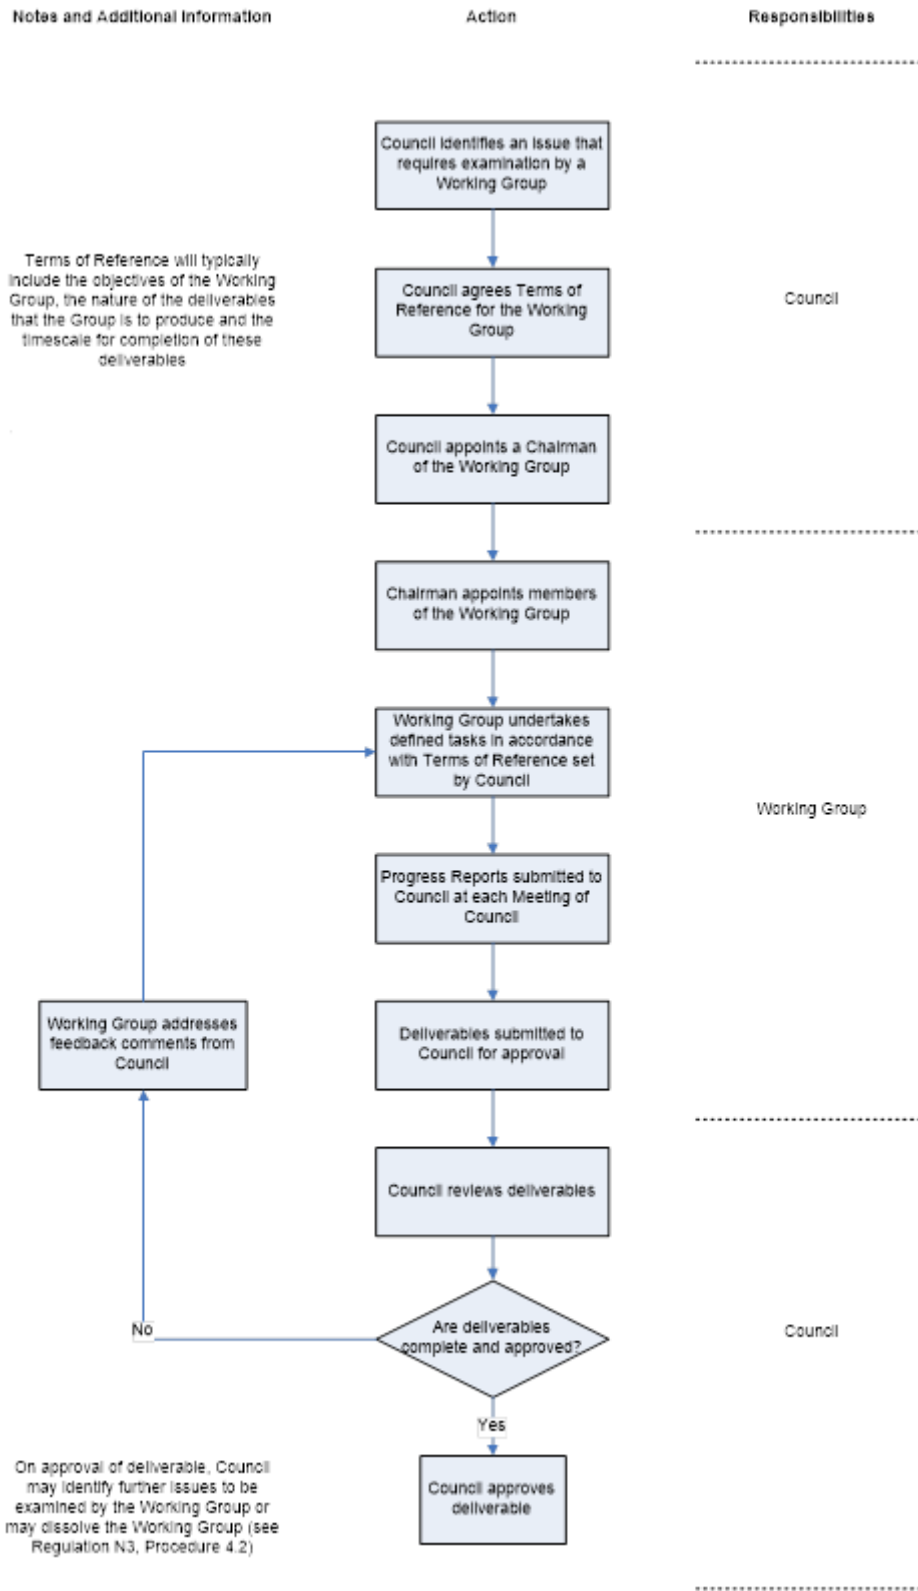 Notes and Additional Information
Action
Responsibilities
Council identifies an issue that
requires examination by a
Working Group
Terms of Reference will typically
include the objectives of the Working
Group, the nature of the deliverables
that the Group is to produce and the
timescale for completion of these
deliverables
Council agrees Terms of
Reference for the Working
Group
Council
Council appoints a Chairman
of the Working Group
Chairman appoints members
of the Working Group
Working Group undertakes
defined tasks in accordance
with Terms of Reference set
by Council
Working Group
Progress Reports submitted to
Council at each Meeting of
Council
Working Group addresses
feedback comments from
Council
Deliverables submitted to
Council for approval
Council reviews deliverables
Are deliverables
complete and approved?
No
Council
Yes
On approval of deliverable, Council
may identify further issues to be
examined by the Working Group or
may dissolve the Working Group (see
Regulation N3, Procedure 4.2)
Council approves
deliverable